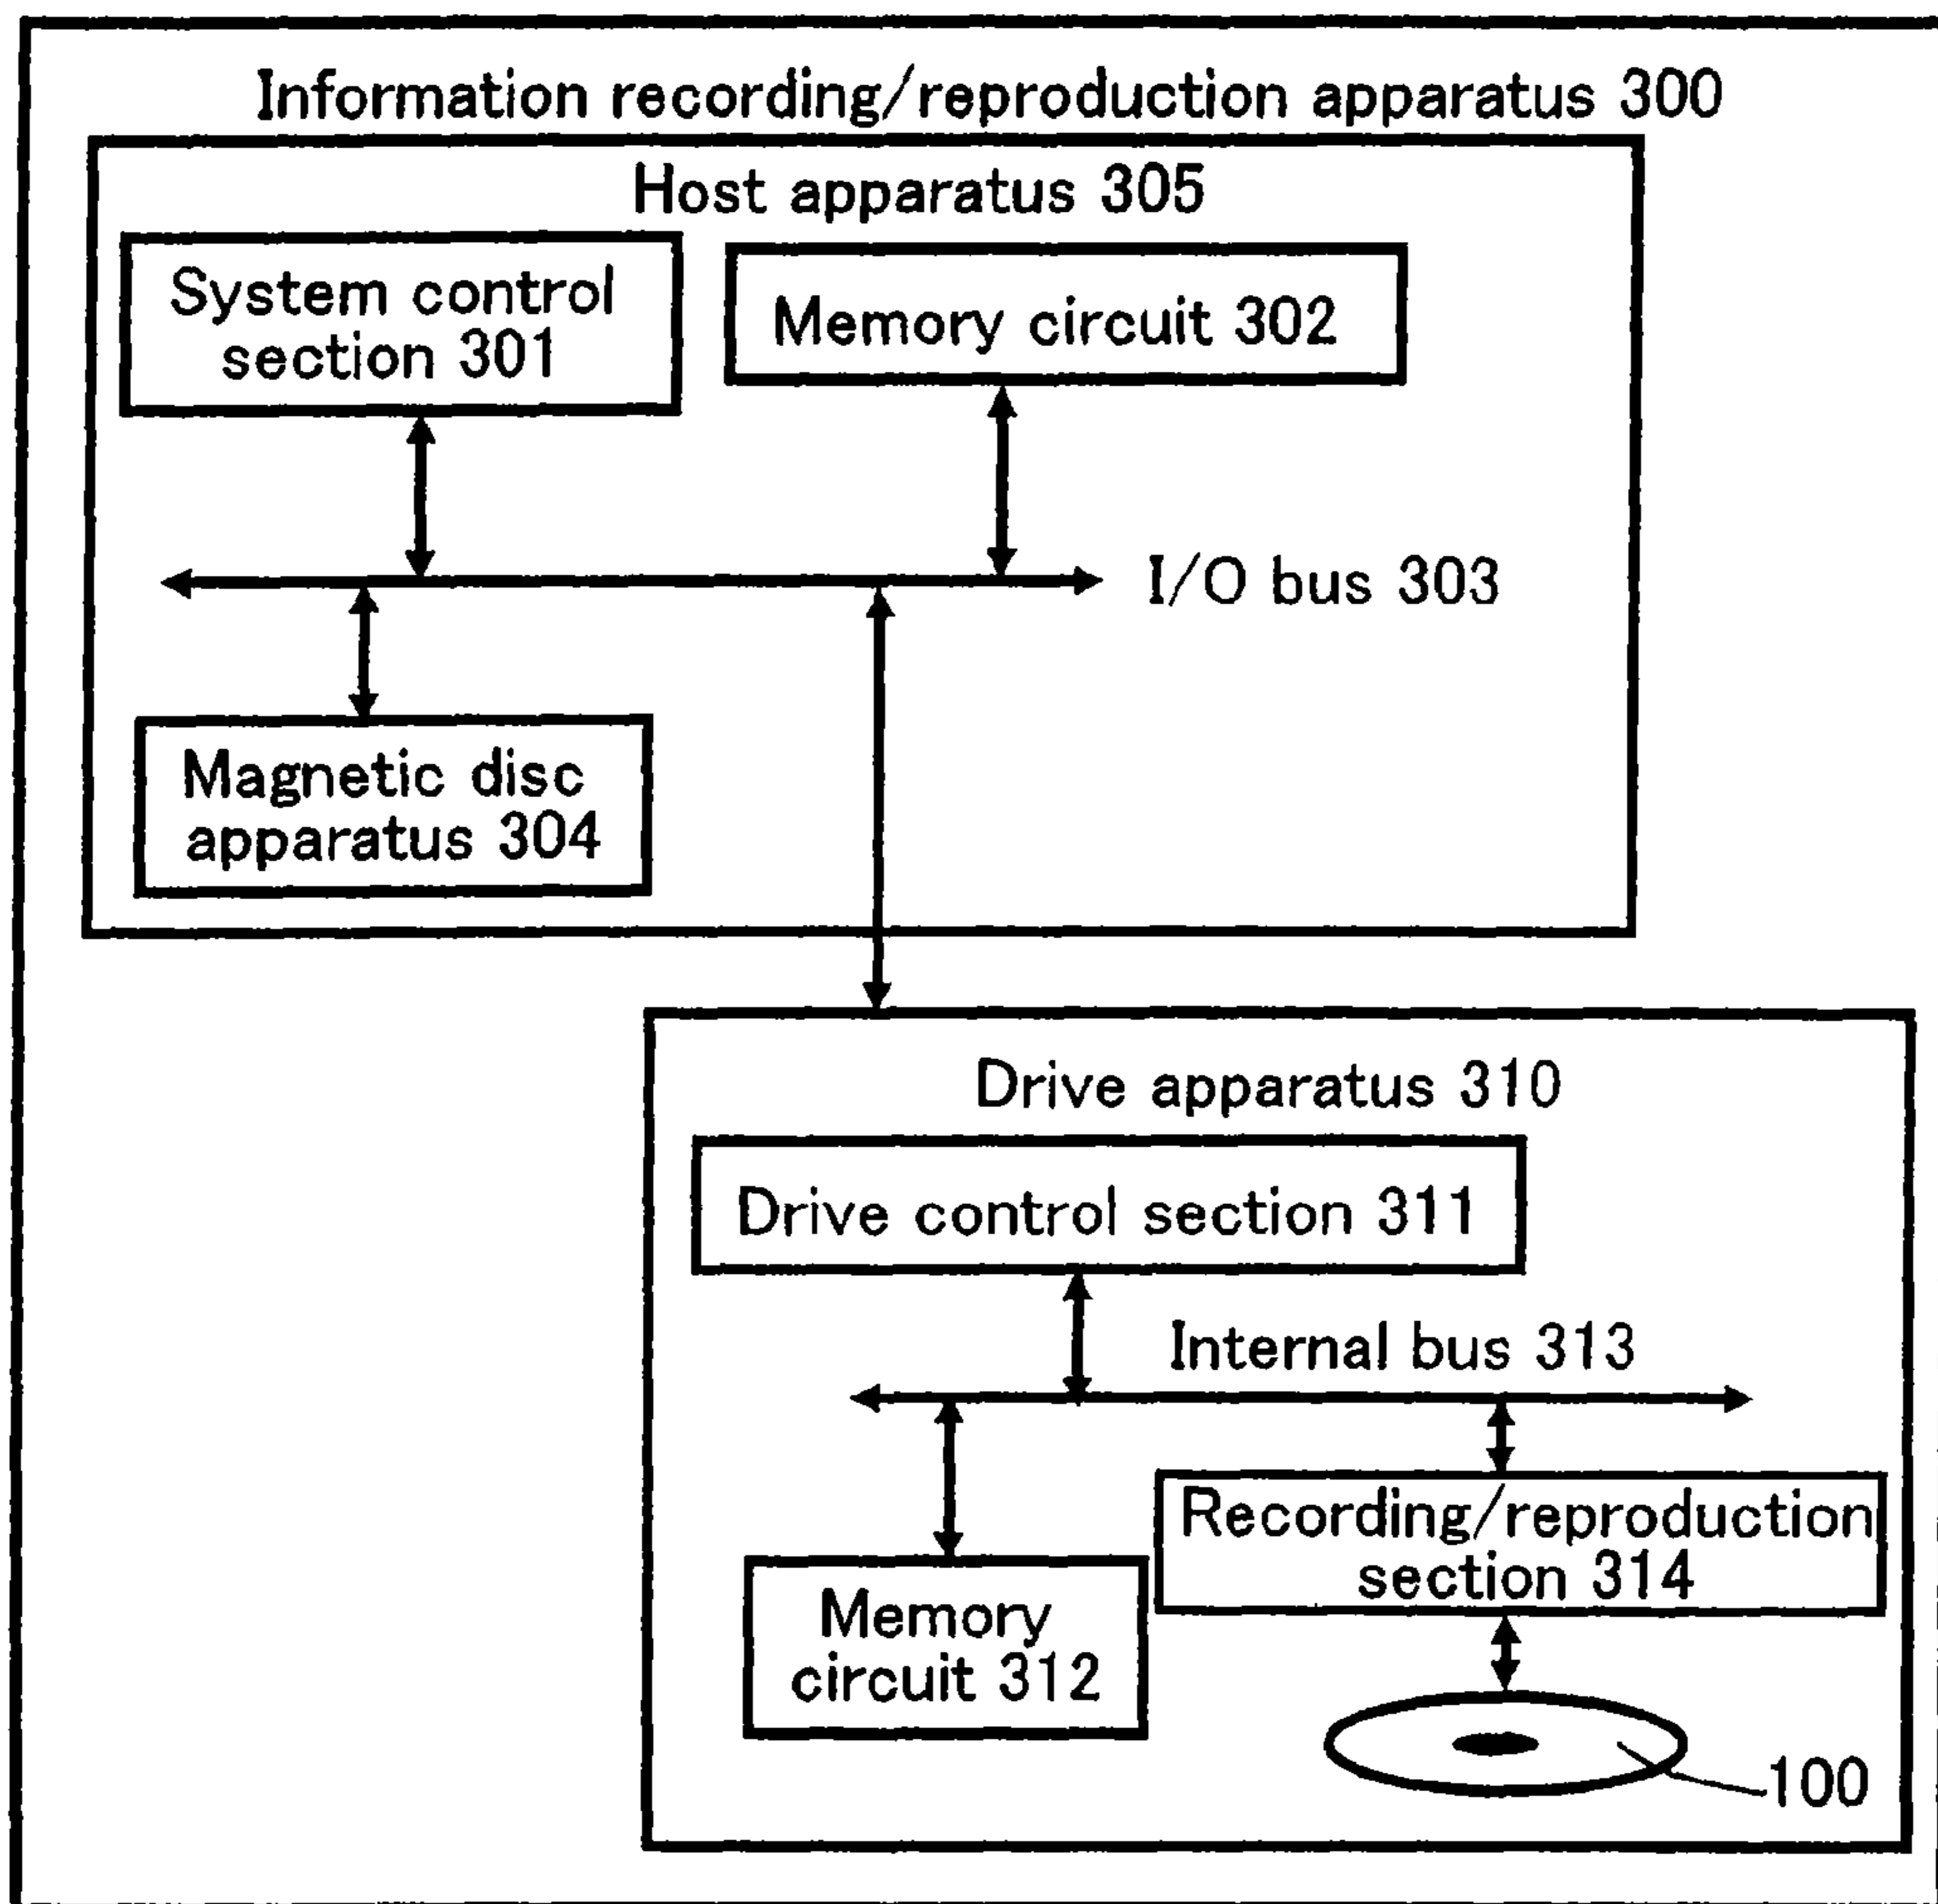 Information recording/reproduction apparatus 300
Host apparatus 305
System control
section 301
Memory circuit 302
I/O bus 303
Magnetic disc
apparatus 304
Drive apparatus 310
Drive control section 311
Internal bus 313
Recording/reproduction
section 314
Memory
circuit 312
100